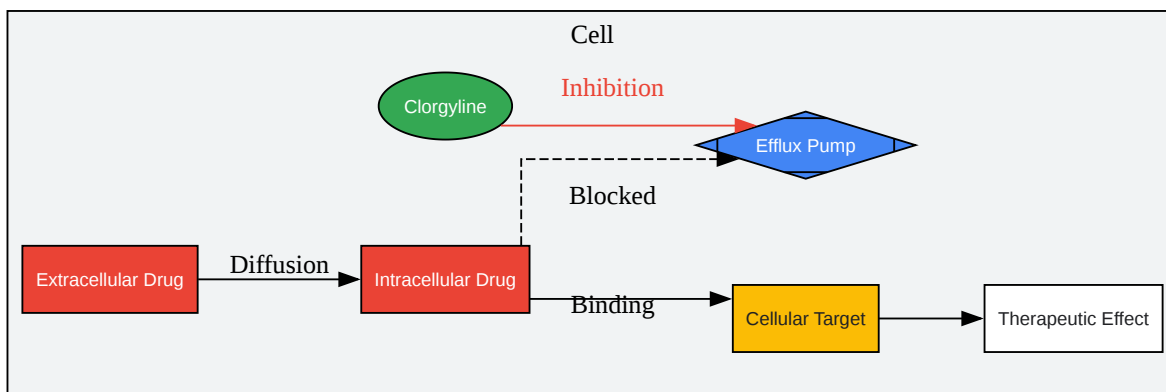 Cell
Inhibition
Clorgyline
Efflux Pump
Blocked
Extracellular Drug
Diffusion
Intracellular Drug
Binding
Cellular Target
Therapeutic Effect